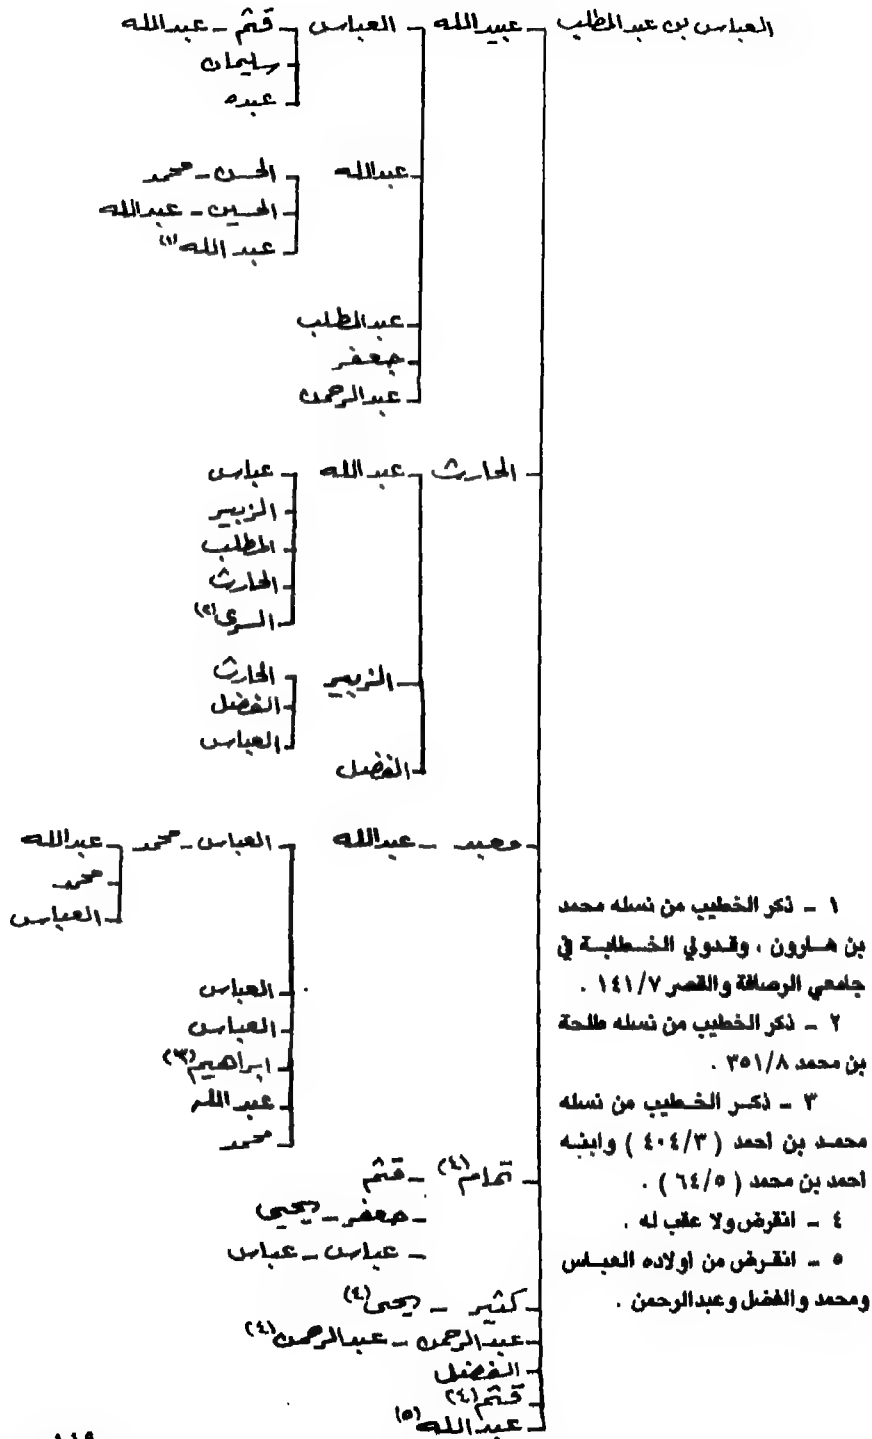 العباس بن عبد المطلب - عبيد الله - العباس - قثم - عبد الله
سليمان
عبده
عبد الله - الحسن - محمد
الحسين - عبد الله
عبد الله (١)
عبد المطلب
جعفر
عبد الرحمن
الحارث - عبد الله - عباس
الزبير
المطلب
الحارث
السرى (٢)
الزبير - الحارث
الفضل
العباس
الفضل
معبد - عبد الله - العباس - محمد - عبد الله
محمد
العباس
العباس
العباس
ابراهيم (٣)
عبد الله
محمد
تمام (٤) - قثم
- جعفر - يحيى
- عباس - عباس
كثير - يحيى (٤)
عبد الرحمن - عبد الرحمن (٤)
الفضل
قثم (٤)
عبد الله (٥)
١ - ذكر الخطيب من نسله محمد
بن هارون ، وقدولي الخطابة في
جامعي الرصافة والقصر ١٤١/٧ .
٢ - ذكر الخطيب من نسله طلحة
بن محمد ٣٥١/٨ .
٣ - ذكر الخطيب من نسله
محمد بن أحمد ( ٤٠٤/٣ ) وابنه
احمد بن محمد ( ٦٤/٥ ) .
٤ - انقرض ولا عقب له .
٥ - انقرض من اولاده العباس
ومحمد والفضل وعبدالرحمن .